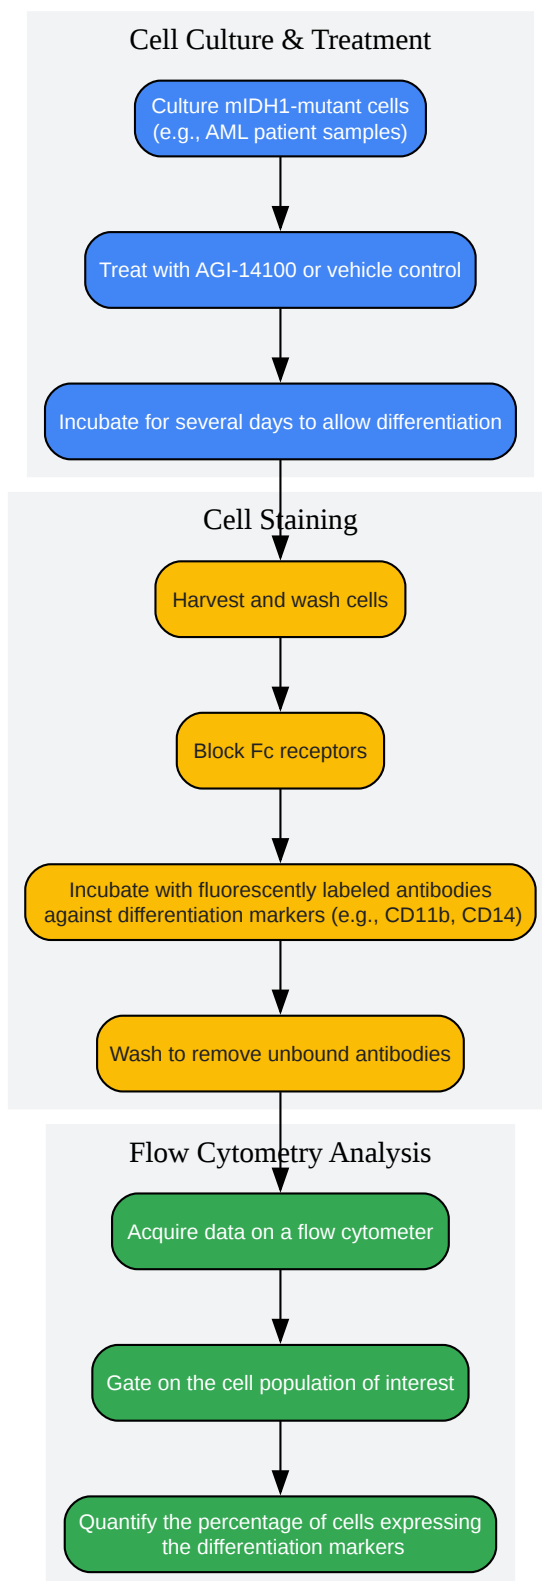 Cell Culture & Treatment
Culture mIDH1-mutant cells
(e.g., AML patient samples)
Treat with AGI-14100 or vehicle control
Incubate for several days to allow differentiation
Cell Staining
Harvest and wash cells
Block Fc receptors
Incubate with fluorescently labeled antibodies
against differentiation markers (e.g., CD11b, CD14)
Wash to remove unbound antibodies
Flow Cytometry Analysis
Acquire data on a flow cytometer
Gate on the cell population of interest
Quantify the percentage of cells expressing
the differentiation markers